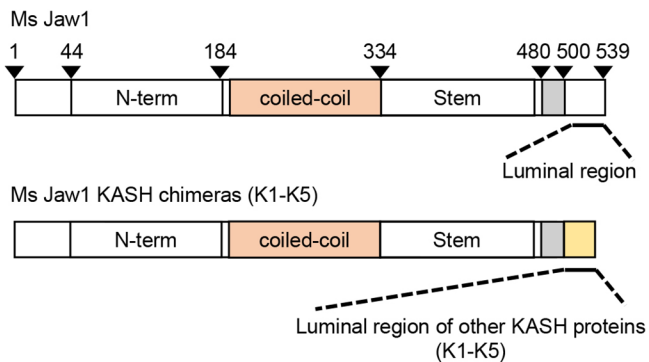 Ms Jaw1
1 44 184 334 480 500 539
N-term coiled-coil Stem
Luminal region
Ms Jaw1 KASH chimeras (K1-K5)
N-term coiled-coil Stem
Luminal region of other KASH proteins
(K1-K5)